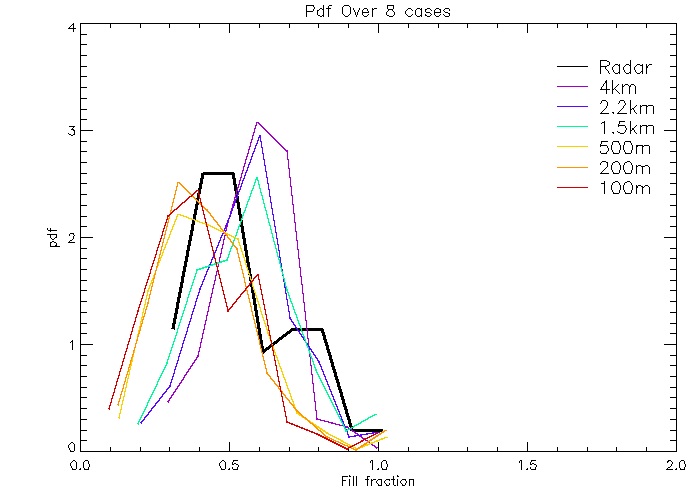 Pdf Over 8 cases
4
3
2
1
0
pdf
Radar
4km
2.2km
1.5km
500m
200m
100m
0.0 0.5 1.0 1.5 2.0
Fill fraction